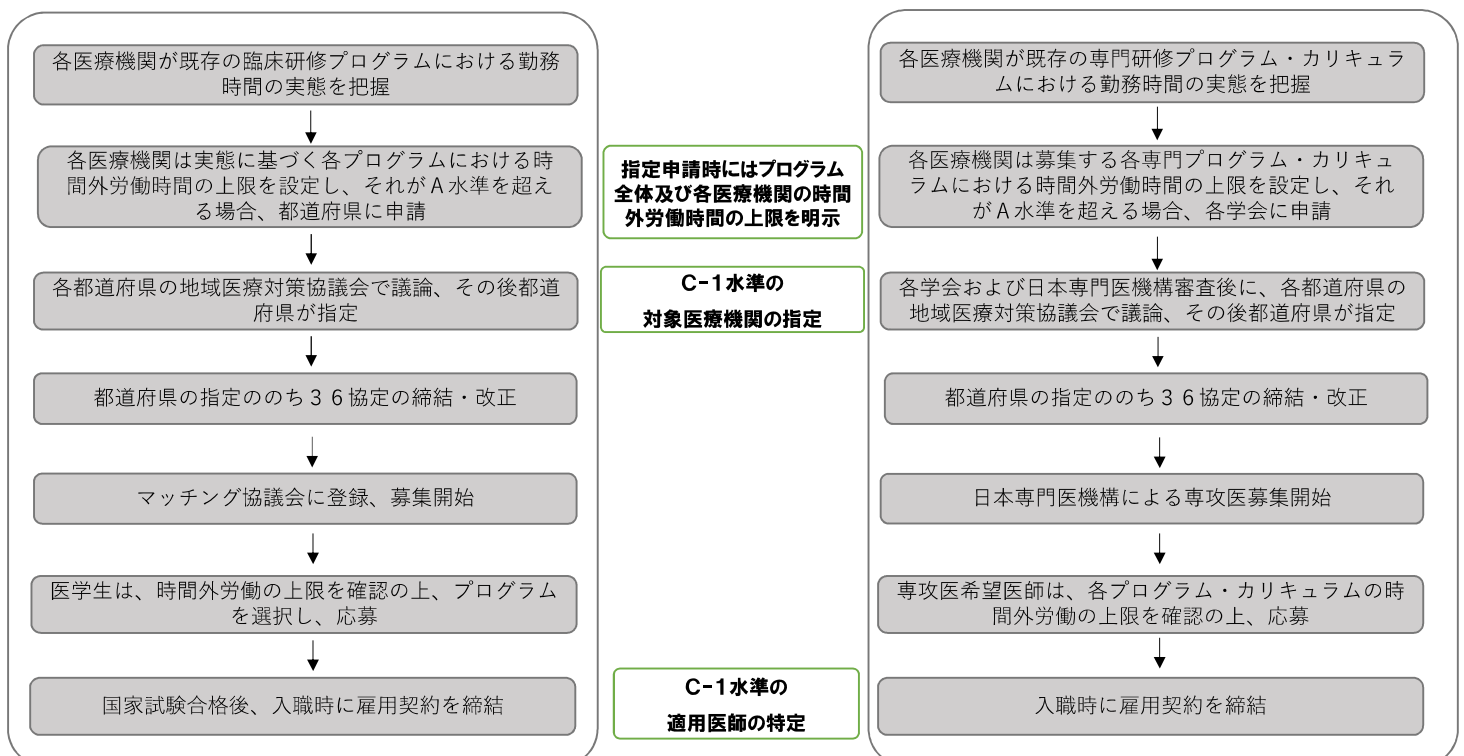 各医療機関が既存の臨床研修プログラムにおける勤務
時間の実態を把握
各医療機関は実態に基づく各プログラムにおける時
間外労働時間の上限を設定し、それがＡ水準を超え
る場合、都道府県に申請
各都道府県の地域医療対策協議会で議論、その後都道
府県が指定
都道府県の指定ののち３６協定の締結・改正
マッチング協議会に登録、募集開始
医学生は、時間外労働の上限を確認の上、プログラム
を選択し、応募
国家試験合格後、入職時に雇用契約を締結
指定申請時にはプログラム
全体及び各医療機関の時間
外労働時間の上限を明示
Ｃ-１水準の
対象医療機関の指定
Ｃ-１水準の
適用医師の特定
各医療機関が既存の専門研修プログラム・カリキュラ
ムにおける勤務時間の実態を把握
各医療機関は募集する各専門プログラム・カリキュ
ラムにおける時間外労働時間の上限を設定し、それ
がＡ水準を超える場合、各学会に申請
各学会および日本専門医機構審査後に、各都道府県の
地域医療対策協議会で議論、その後都道府県が指定
都道府県の指定ののち３６協定の締結・改正
日本専門医機構による専攻医募集開始
専攻医希望医師は、各プログラム・カリキュラムの時
間外労働の上限を確認の上、応募
入職時に雇用契約を締結